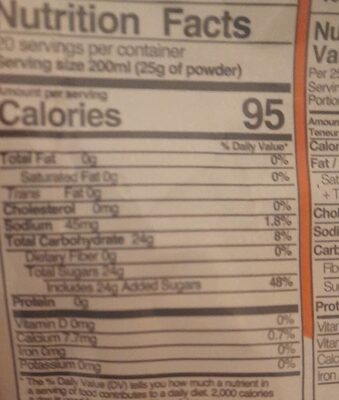 Nutrition Facts
20 servings per container
Serving size 200ml (25g of powder)
Amount per serving
Calories 95
% Daily Value*
Total Fat 0g 0%
Saturated Fat 0g 0%
Trans Fat 0g
Cholesterol 0mg 0%
Sodium 45mg 1.8%
Total Carbohydrate 24g 8%
Dietary Fiber 0g 0%
Total Sugars 24g
Includes 24g Added Sugars 48%
Protein 0g
Vitamin D 0mg 0%
Calcium 7.7mg 0.7%
Iron 0mg 0%
Potassium 0mg 0%
* The % Daily Value (DV) tells you how much a nutrient in
a serving of food contributes to a daily diet. 2,000 calories
Nu
Va
Per 25
Servin
Portio
Amoun
Teneur
Calor
Fat /
Sat
+ T
Chol
Sodi
Carb
Fib
Su
Prot
Vitar
Vitar
Calc
Iron